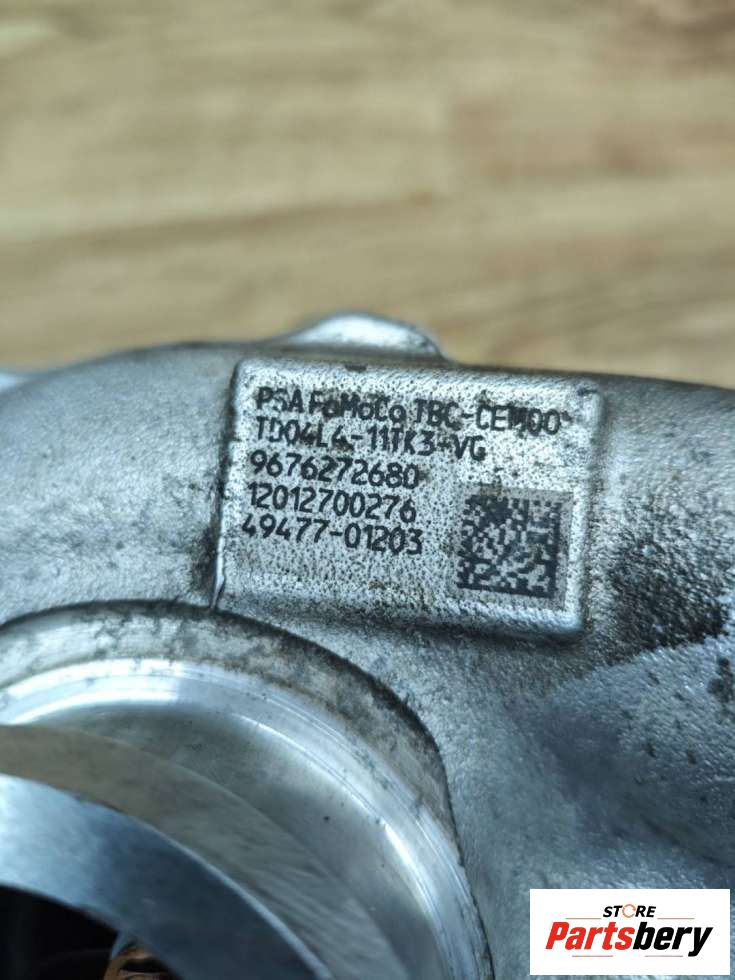 PSA FoMoCo TBC-CEM00
TD04L4-11TK3-VG
9676272680
12012700276
49477-01203
STORE
Partsbery